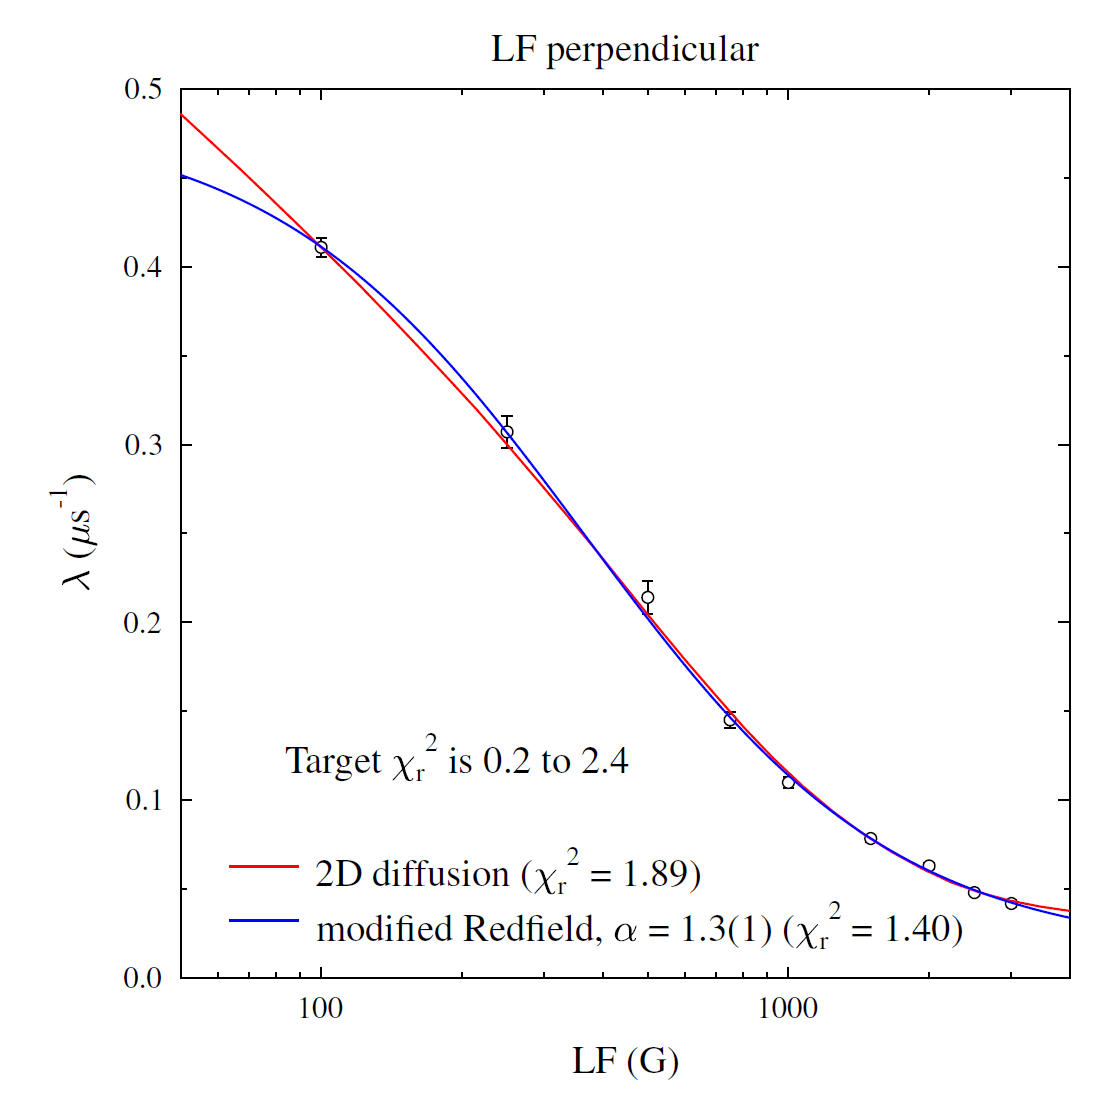 LF perpendicular
0.5
0.4
0.3
0.2
0.1
0.0
λ (μs⁻¹)
Target χᵣ² is 0.2 to 2.4
2D diffusion (χᵣ² = 1.89)
modified Redfield, α = 1.3(1) (χᵣ² = 1.40)
100 1000
LF (G)